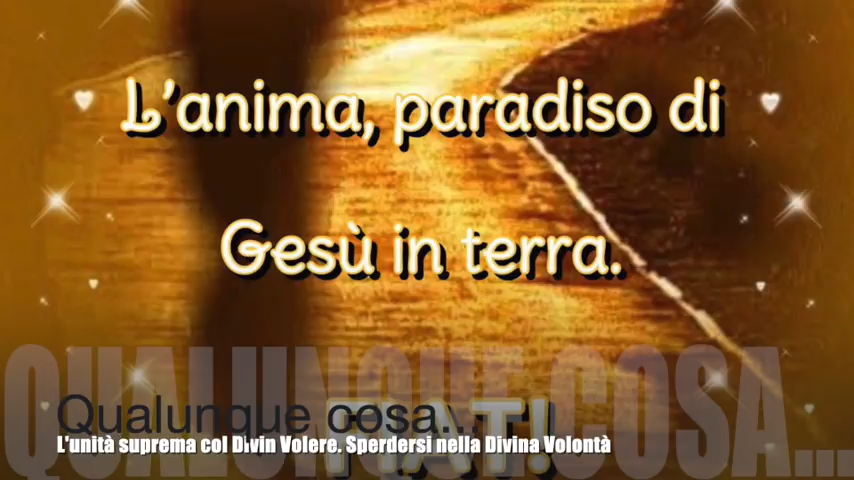 L'anima, paradiso di
Gesù in terra.
QUALUNQUE COSA...
Qualunque cosa...
FIAT!
L'unità suprema col Divin Volere. Sperdersi nella Divina Volontà